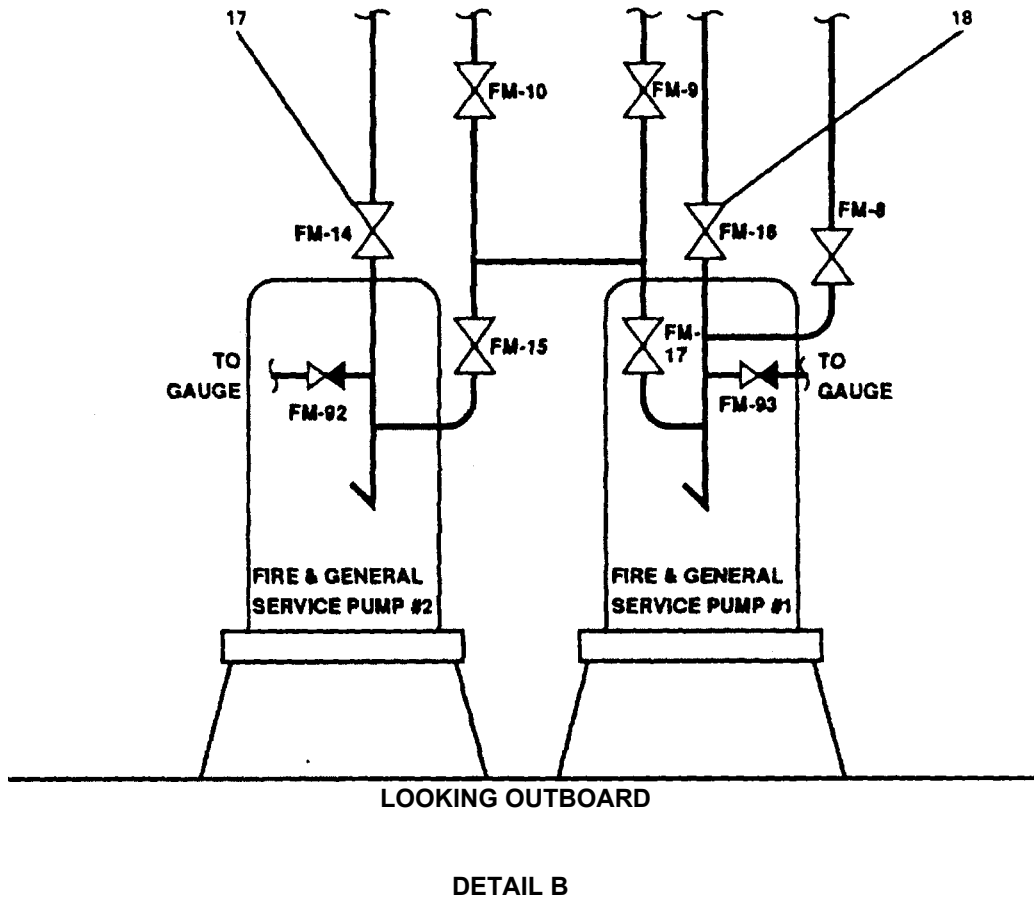 17
18
FM-10
FM-9
FM-14
FM-16
FM-8
FM-15
FM-
17
TO
GAUGE
FM-92
FM-93
TO
GAUGE
FIRE & GENERAL
SERVICE PUMP #2
FIRE & GENERAL
SERVICE PUMP #1
LOOKING OUTBOARD
DETAIL B